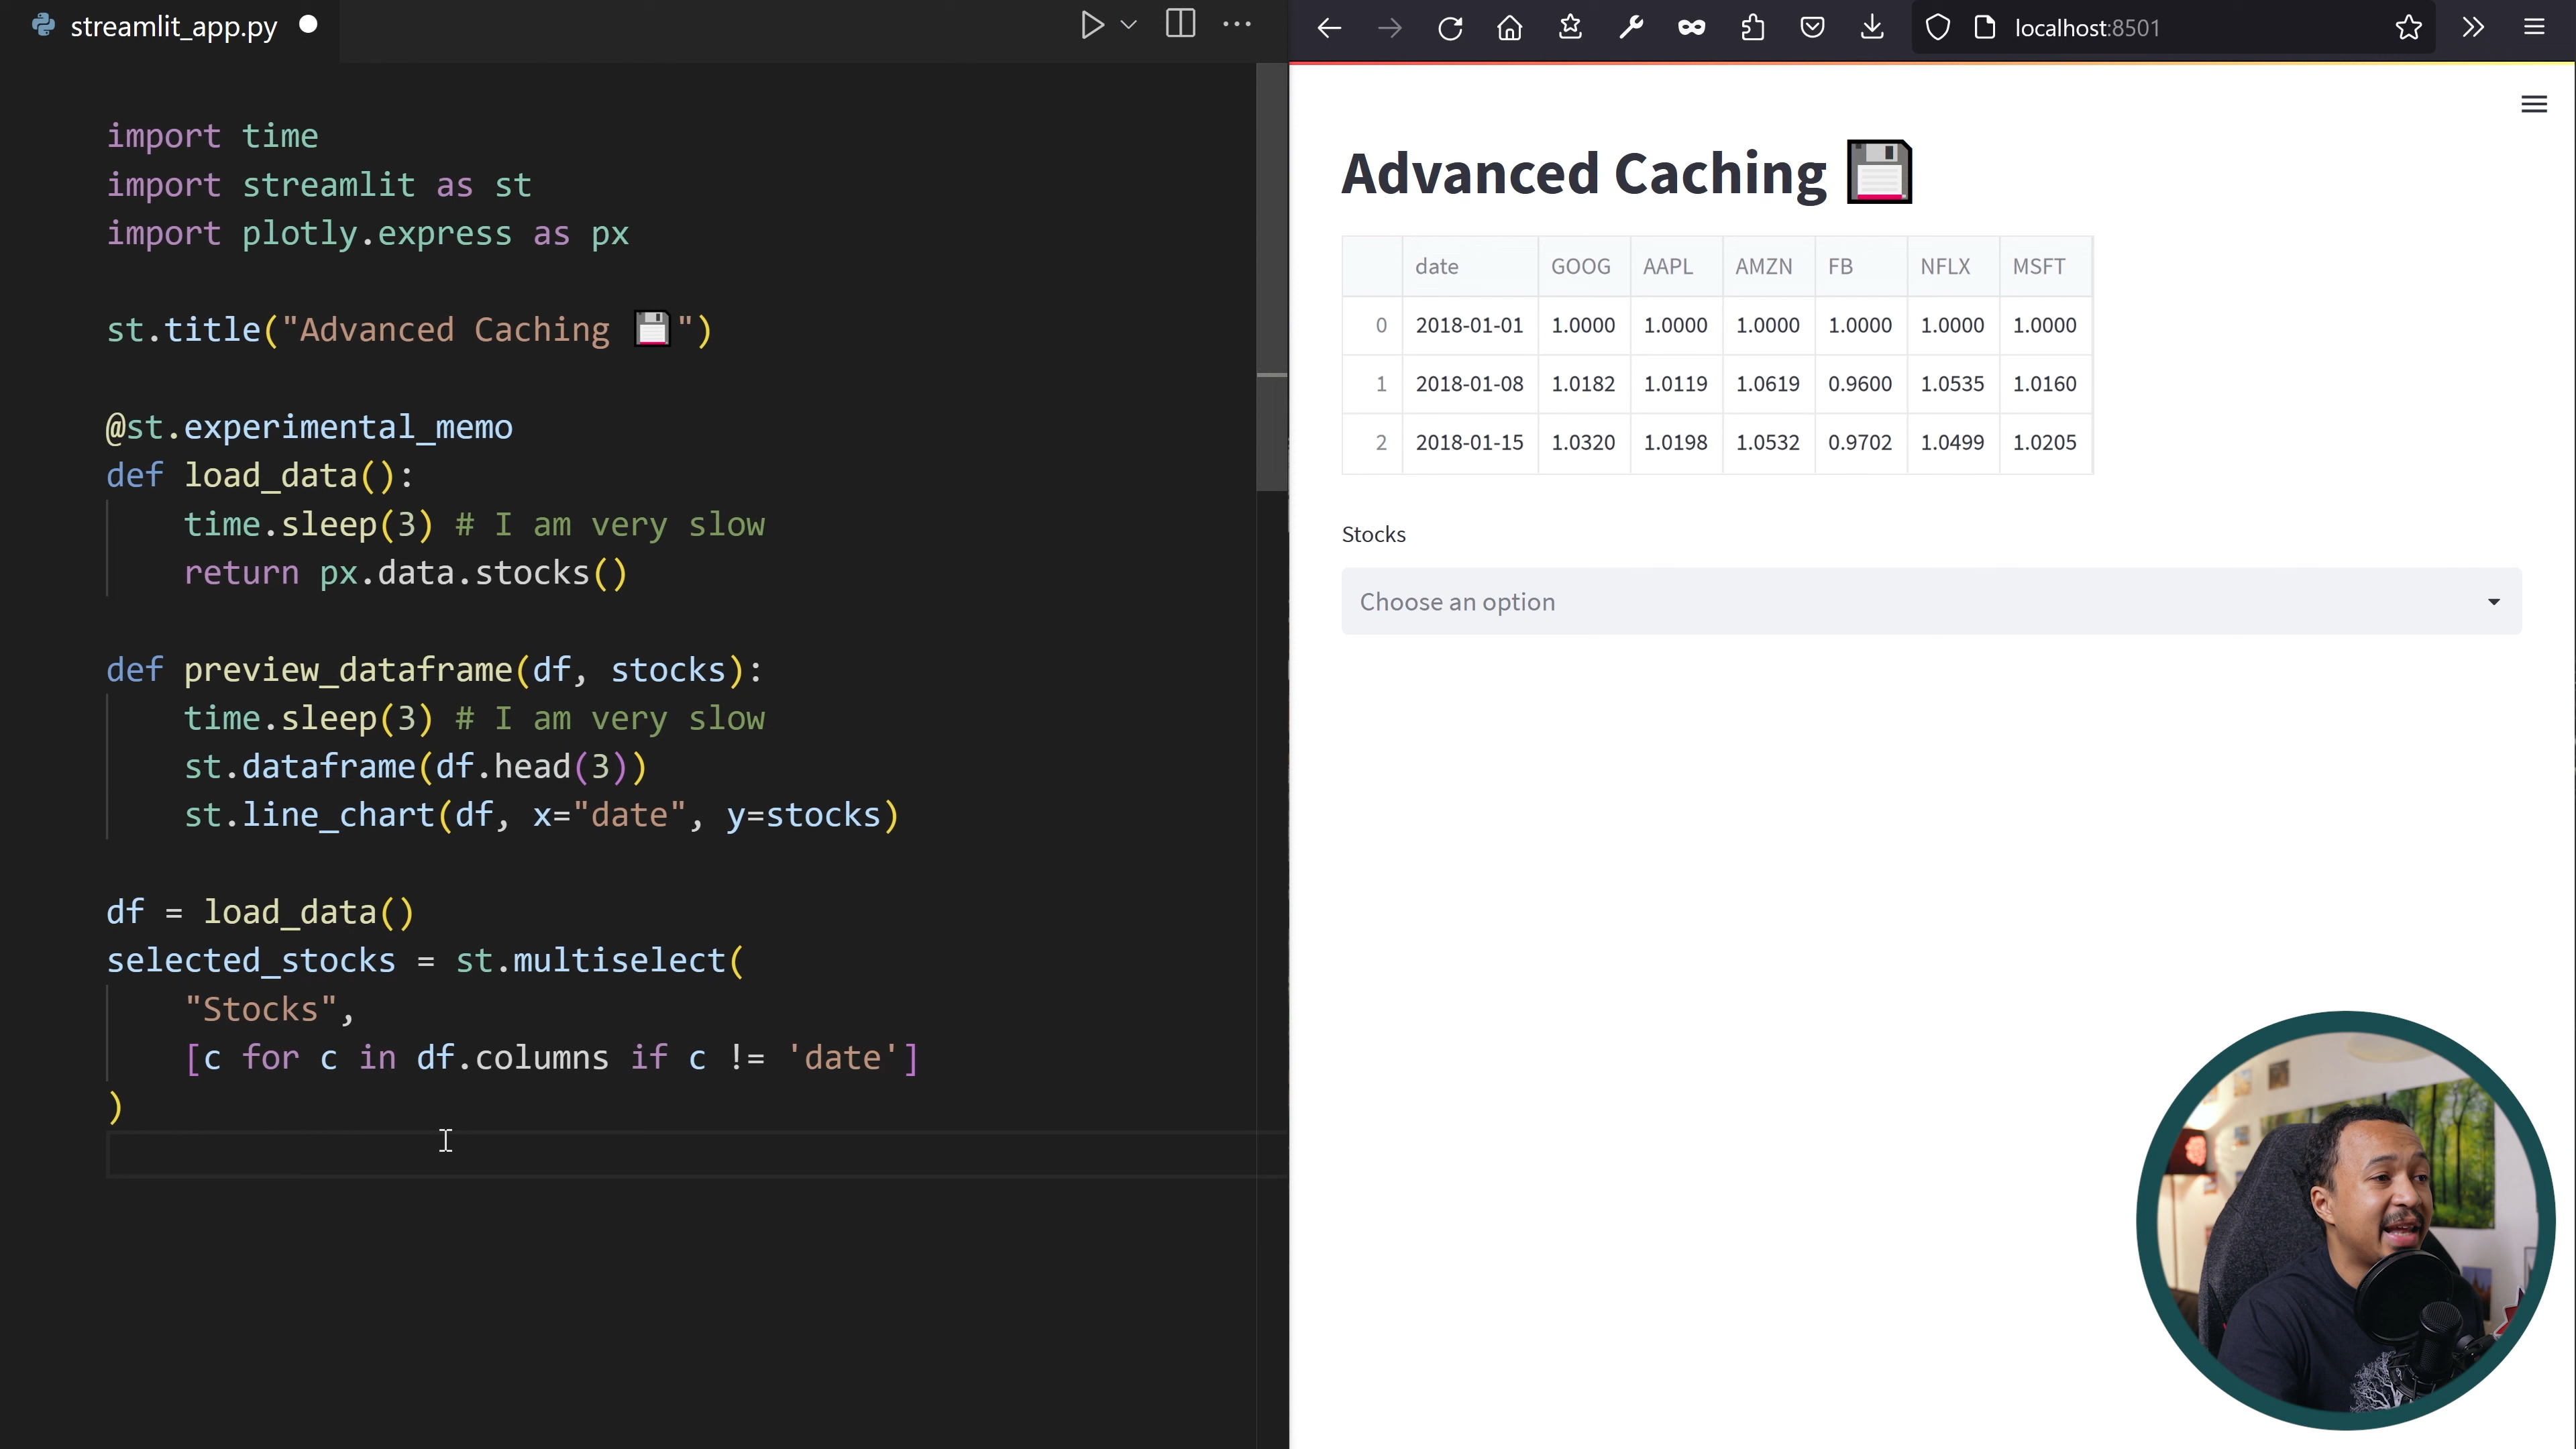 streamlit_app.py
import time
import streamlit as st
import plotly.express as px
st.title("Advanced Caching 💾")
@st.experimental_memo
def load_data():
    time.sleep(3) # I am very slow
    return px.data.stocks()
def preview_dataframe(df, stocks):
    time.sleep(3) # I am very slow
    st.dataframe(df.head(3))
    st.line_chart(df, x="date", y=stocks)
df = load_data()
selected_stocks = st.multiselect(
    "Stocks",
    [c for c in df.columns if c != 'date']
)
localhost:8501
Advanced Caching 💾
date GOOG AAPL AMZN FB NFLX MSFT
0 2018-01-01 1.0000 1.0000 1.0000 1.0000 1.0000 1.0000
1 2018-01-08 1.0182 1.0119 1.0619 0.9600 1.0535 1.0160
2 2018-01-15 1.0320 1.0198 1.0532 0.9702 1.0499 1.0205
Stocks
Choose an option